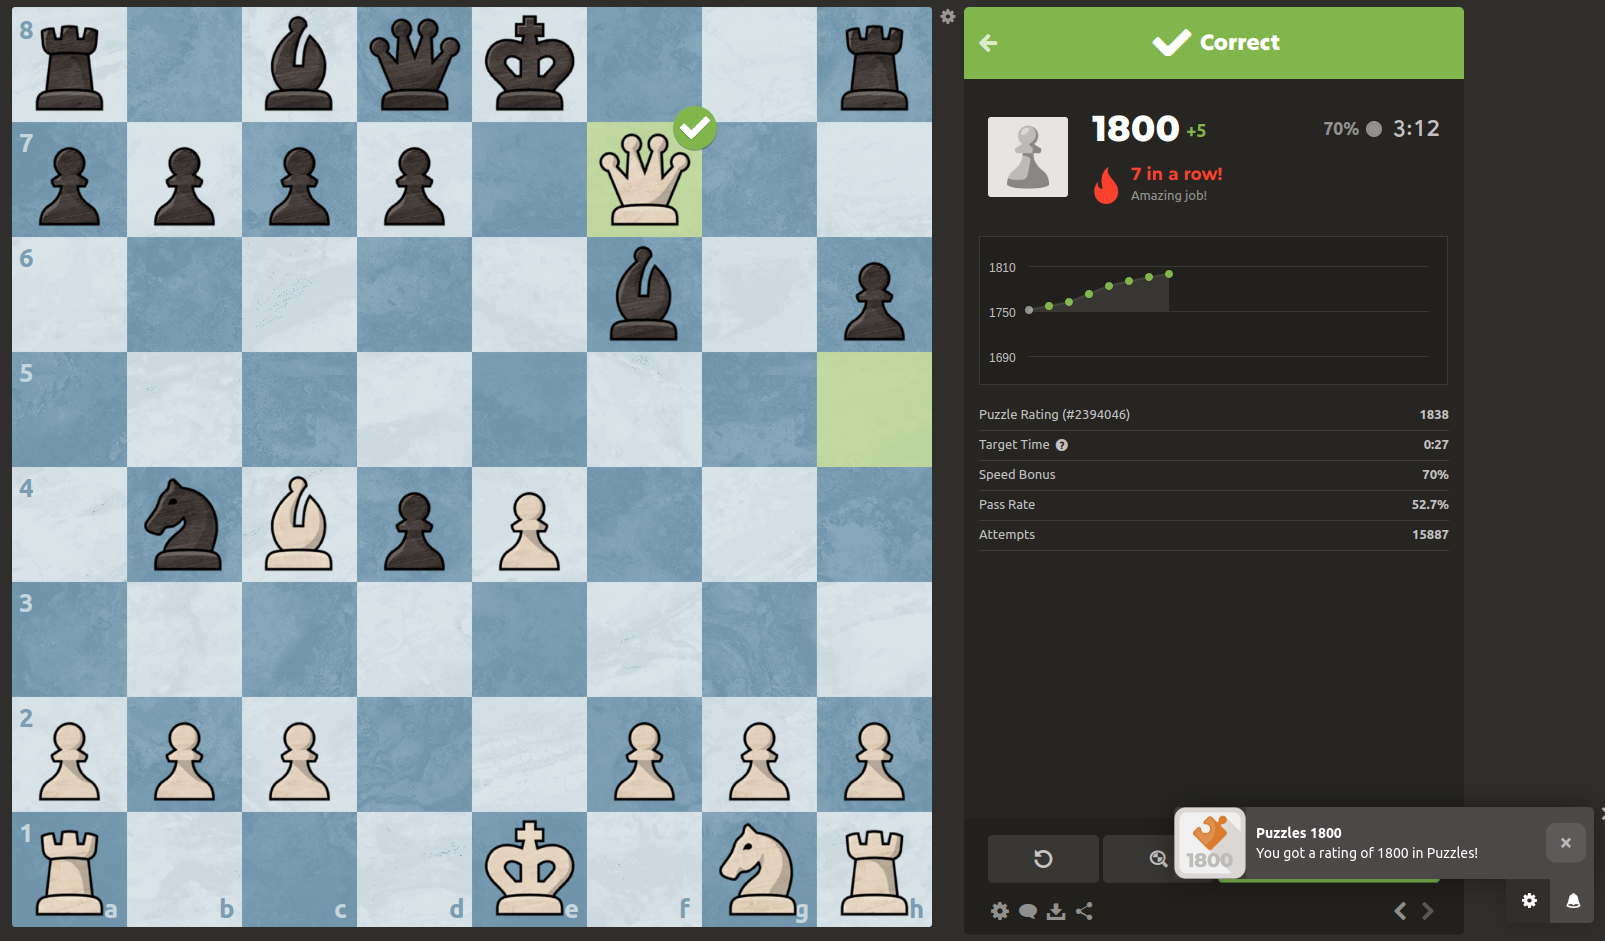 8
7
6
5
4
3
2
1
a b c d e f g h
Correct
1800 +5
70% 3:12
7 in a row!
Amazing job!
1810
1750
1690
Puzzle Rating (#2394046) 1838
Target Time ? 0:27
Speed Bonus 70%
Pass Rate 52.7%
Attempts 15887
1800
Puzzles 1800
You got a rating of 1800 in Puzzles!